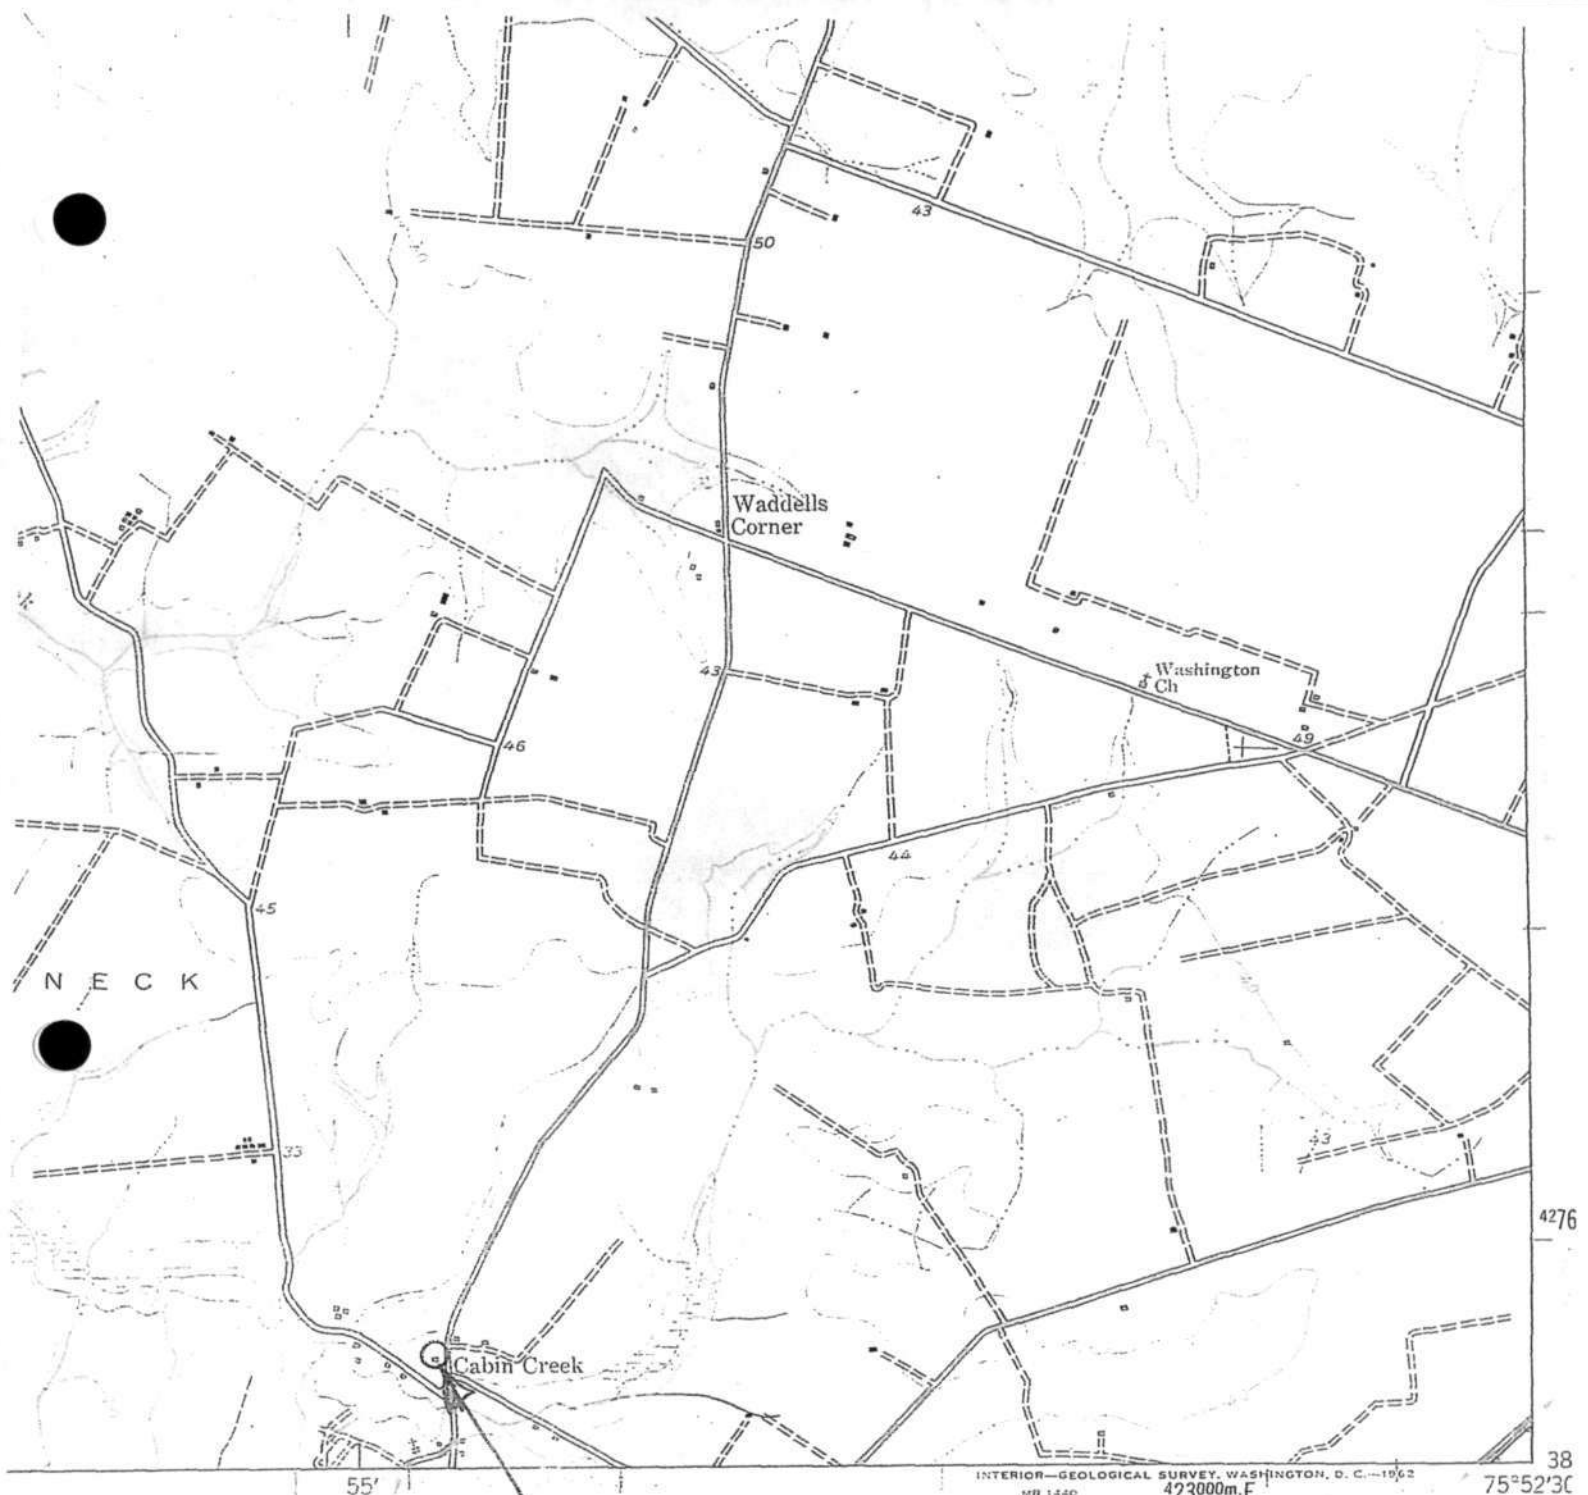 43
50
Waddells
Corner
43
Washington
Ch
46
49
44
45
NECK
33
43
4276
Cabin Creek
38
55'
INTERIOR—GEOLOGICAL SURVEY, WASHINGTON, D. C.—1962
423000m.E
75°52'30